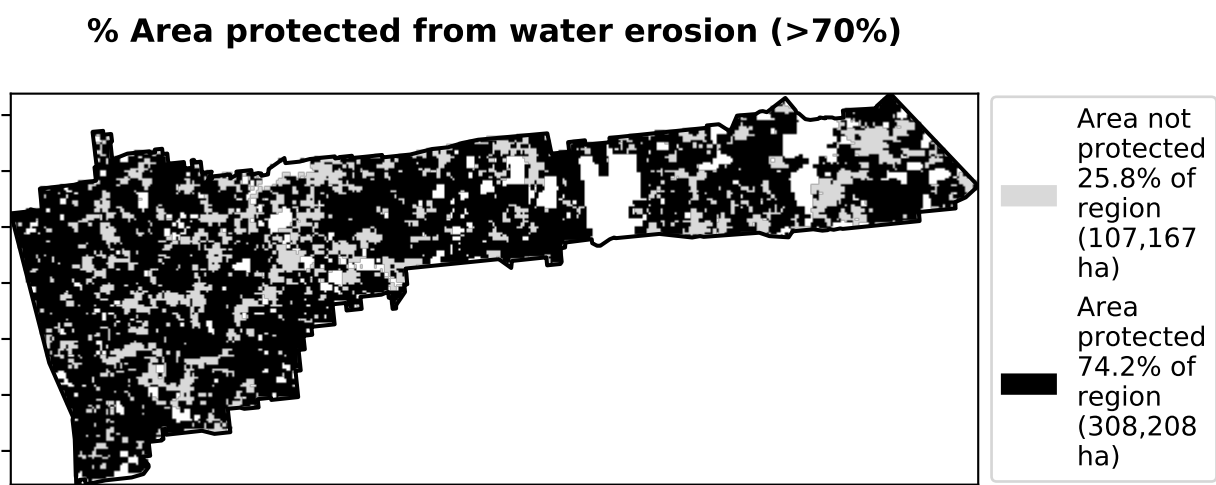 % Area protected from water erosion (>70%)
Area not
protected
25.8% of
region
(107,167
ha)
Area
protected
74.2% of
region
(308,208
ha)